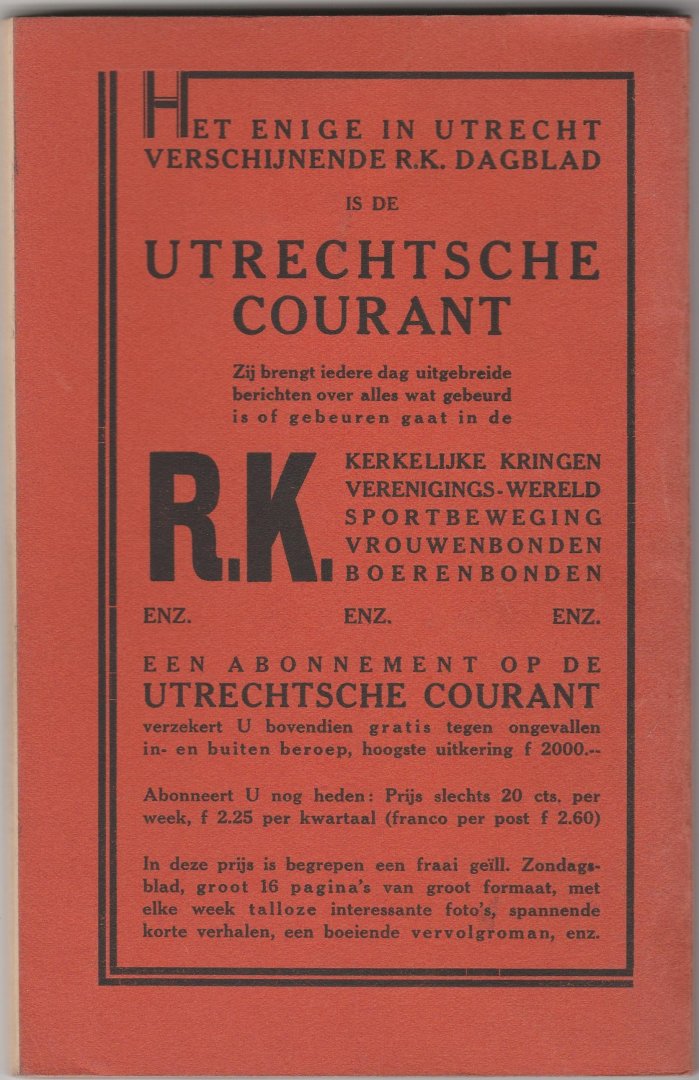 HET ENIGE IN UTRECHT
VERSCHIJNENDE R.K. DAGBLAD
IS DE
UTRECHTSCHE
COURANT
Zij brengt iedere dag uitgebreide
berichten over alles wat gebeurd
is of gebeuren gaat in de
R.K.
KERKELIJKE KRINGEN
VERENIGINGS-WERELD
SPORTBEWEGING
VROUWENBONDEN
BOERENBONDEN
ENZ. ENZ. ENZ.
EEN ABONNEMENT OP DE
UTRECHTSCHE COURANT
verzekert U bovendien gratis tegen ongevallen
in- en buiten beroep, hoogste uitkering f 2000.--
Abonneert U nog heden: Prijs slechts 20 cts. per
week, f 2.25 per kwartaal (franco per post f 2.60)
In deze prijs is begrepen een fraai geïll. Zondags-
blad, groot 16 pagina's van groot formaat, met
elke week talloze interessante foto's, spannende
korte verhalen, een boeiende vervolgroman, enz.